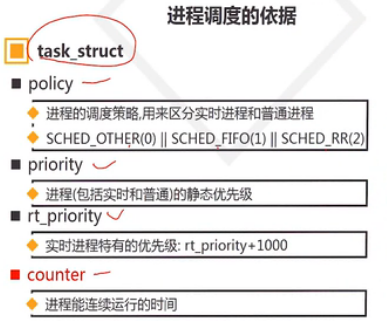 进程调度的依据
task_struct
policy
进程的调度策略,用来区分实时进程和普通进程
SCHED_OTHER(0) || SCHED_FIFO(1) || SCHED_RR(2)
priority
进程(包括实时和普通)的静态优先级
rt_priority
实时进程特有的优先级: rt_priority+1000
counter
进程能连续运行的时间